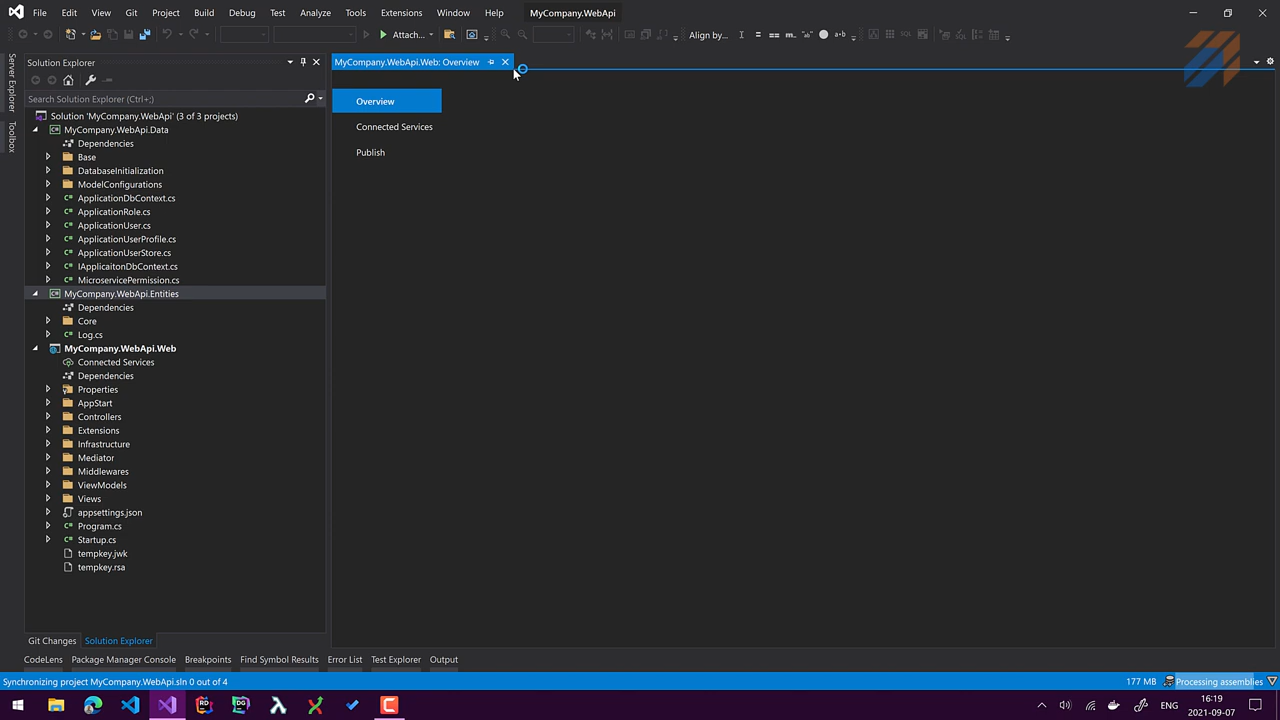 File Edit View Git Project Build Debug Test Analyze Tools Extensions Window Help MyCompany.WebApi
Attach... Align by...
Server Explorer
Toolbox
Solution Explorer
Search Solution Explorer (Ctrl+;)
Solution 'MyCompany.WebApi' (3 of 3 projects)
MyCompany.WebApi.Data
Dependencies
Base
DatabaseInitialization
ModelConfigurations
ApplicationDbContext.cs
ApplicationRole.cs
ApplicationUser.cs
ApplicationUserProfile.cs
ApplicationUserStore.cs
IApplicaitonDbContext.cs
MicroservicePermission.cs
MyCompany.WebApi.Entities
Dependencies
Core
Log.cs
MyCompany.WebApi.Web
Connected Services
Dependencies
Properties
AppStart
Controllers
Extensions
Infrastructure
Mediator
Middlewares
ViewModels
Views
appsettings.json
Program.cs
Startup.cs
tempkey.jwk
tempkey.rsa
Git Changes Solution Explorer
MyCompany.WebApi.Web: Overview
Overview
Connected Services
Publish
CodeLens Package Manager Console Breakpoints Find Symbol Results Error List Test Explorer Output
Synchronizing project MyCompany.WebApi.sln 0 out of 4 177 MB Processing assemblies
ENG
16:19
2021-09-07